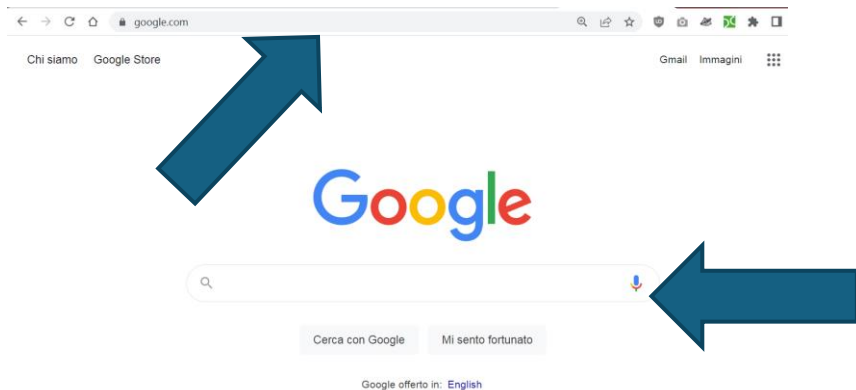 google.com
Chi siamo Google Store Gmail Immagini
Google
Cerca con Google Mi sento fortunato
Google offerto in: English